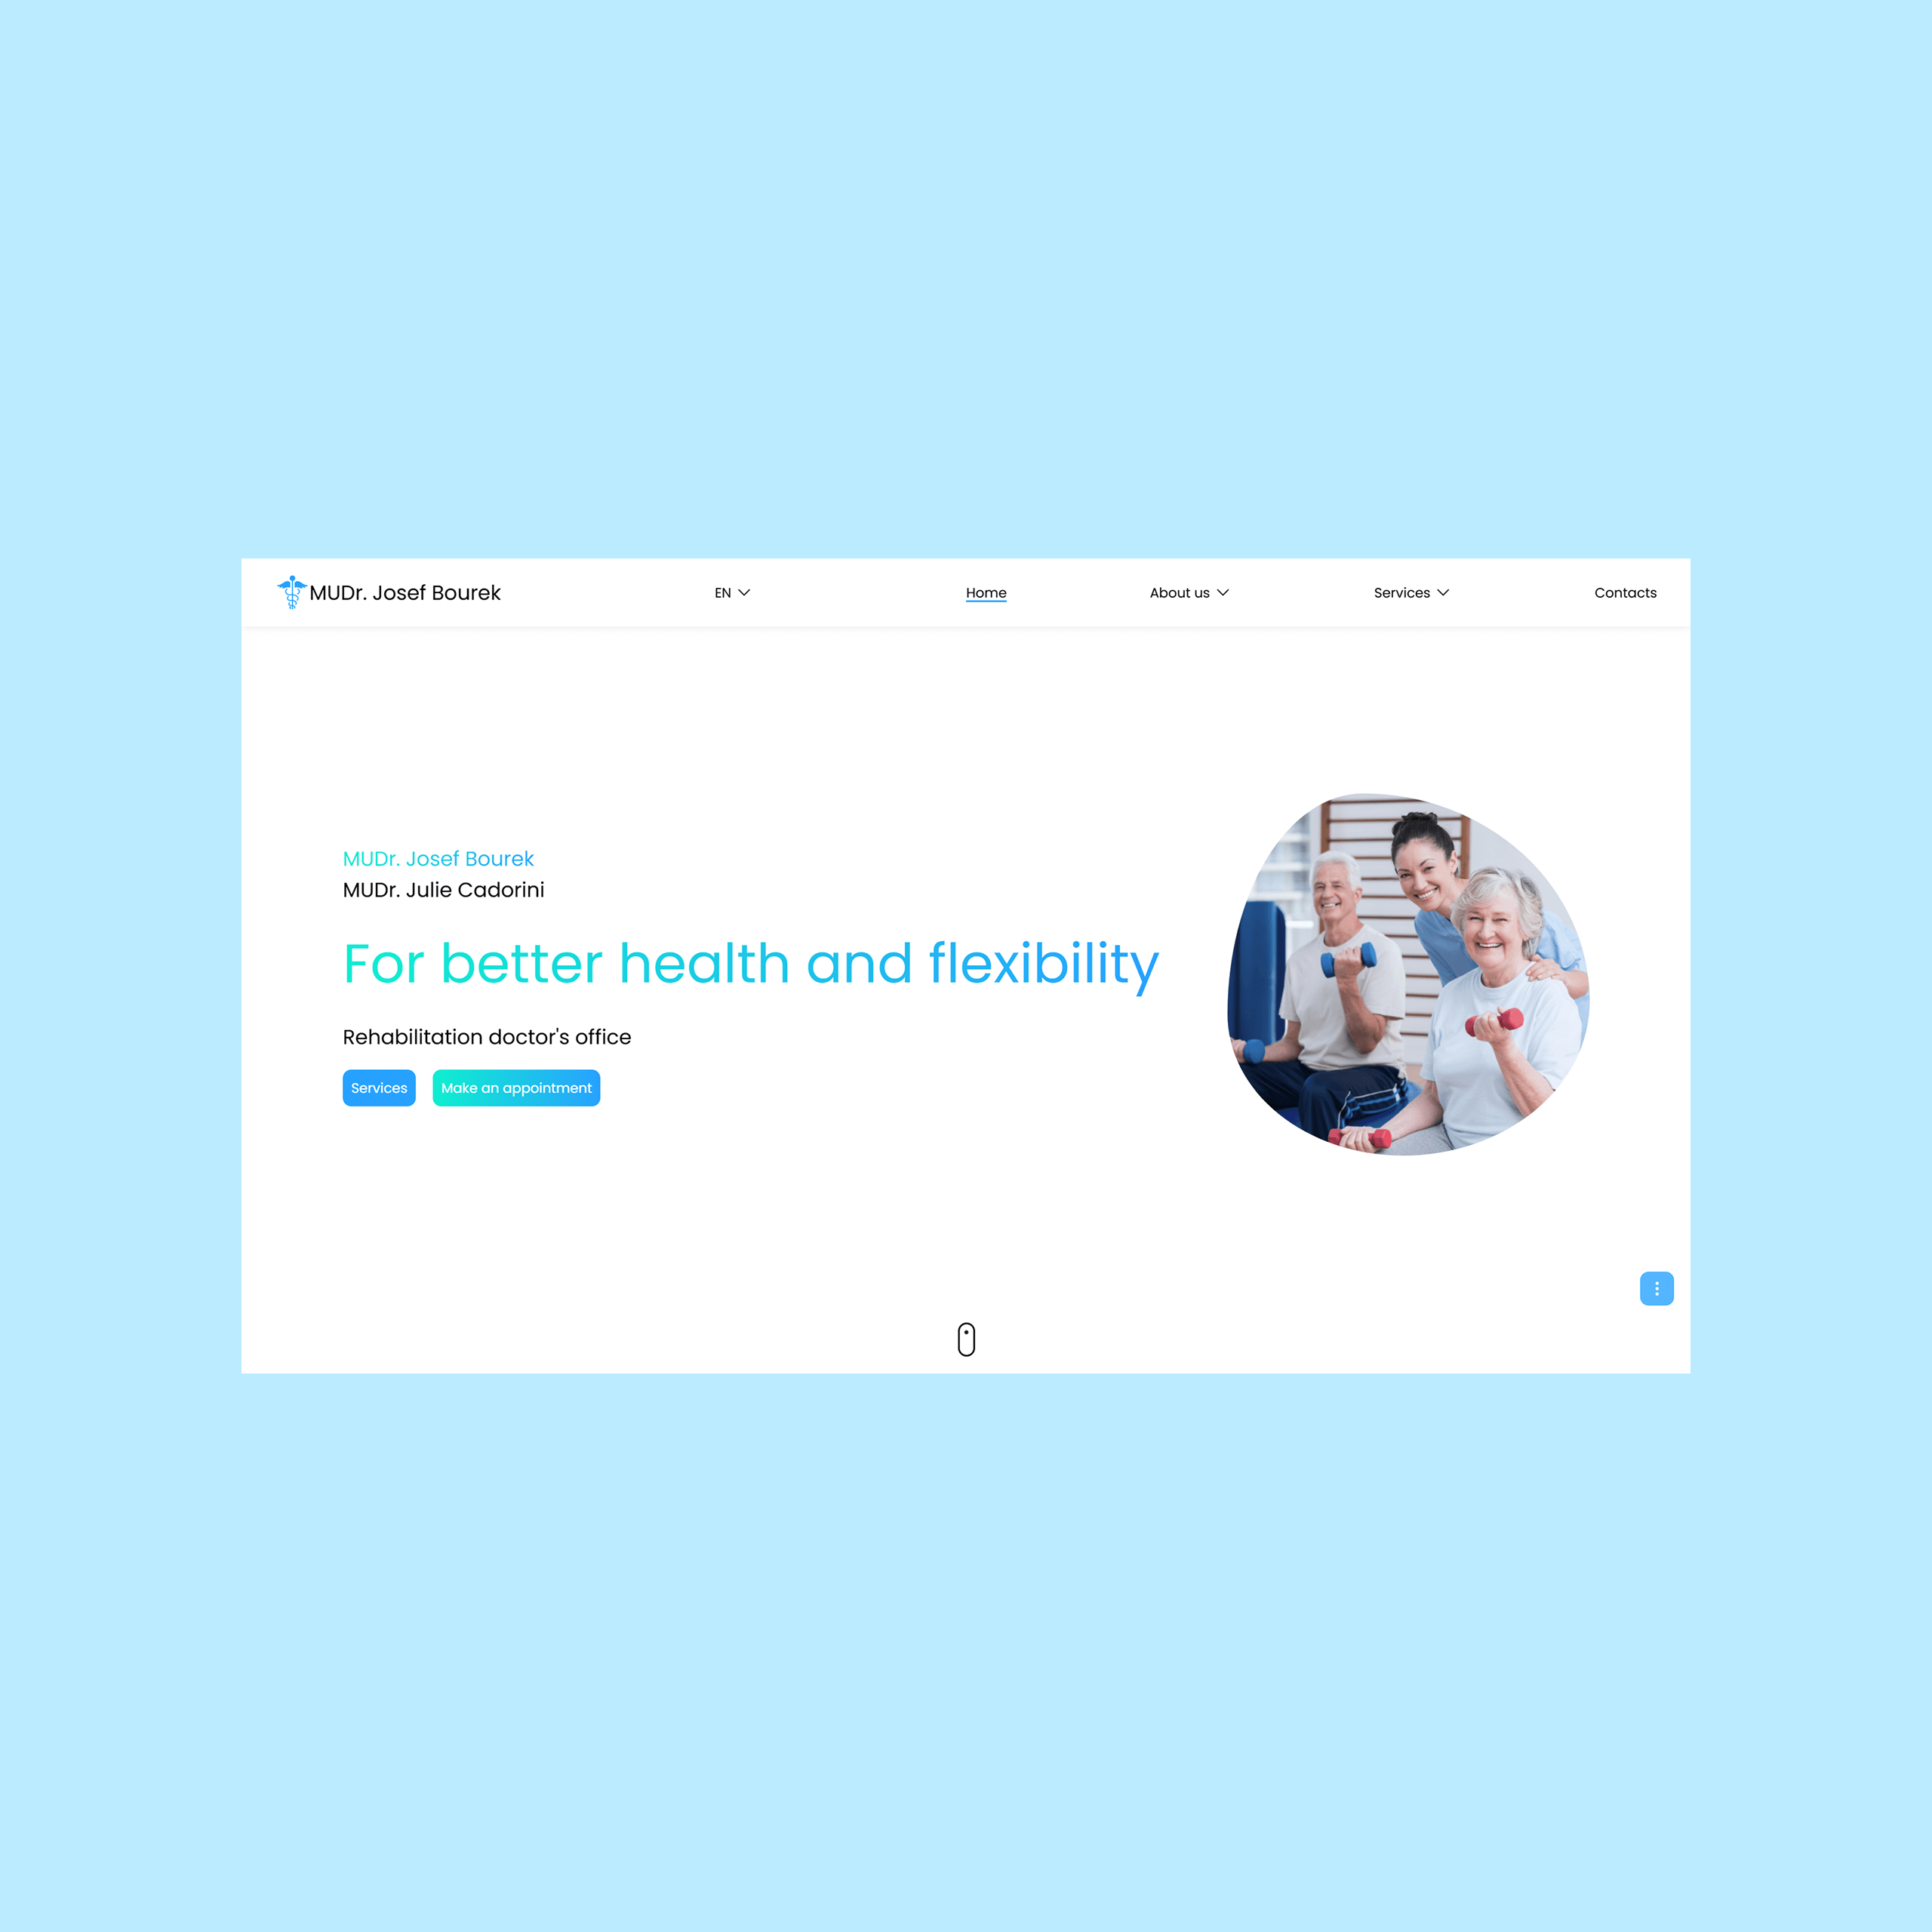 MUDr. Josef Bourek
EN
Home
About us
Services
Contacts
MUDr. Josef Bourek
MUDr. Julie Cadorini
For better health and flexibility
Rehabilitation doctor's office
Services
Make an appointment